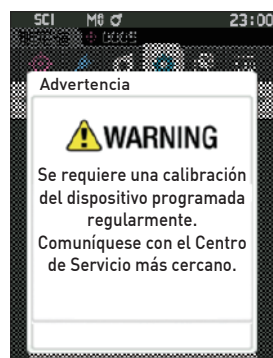 SCI M0 23:00
Advertencia
WARNING
Se requiere una calibración
del dispositivo programada
regularmente.
Comuníquese con el Centro
de Servicio más cercano.